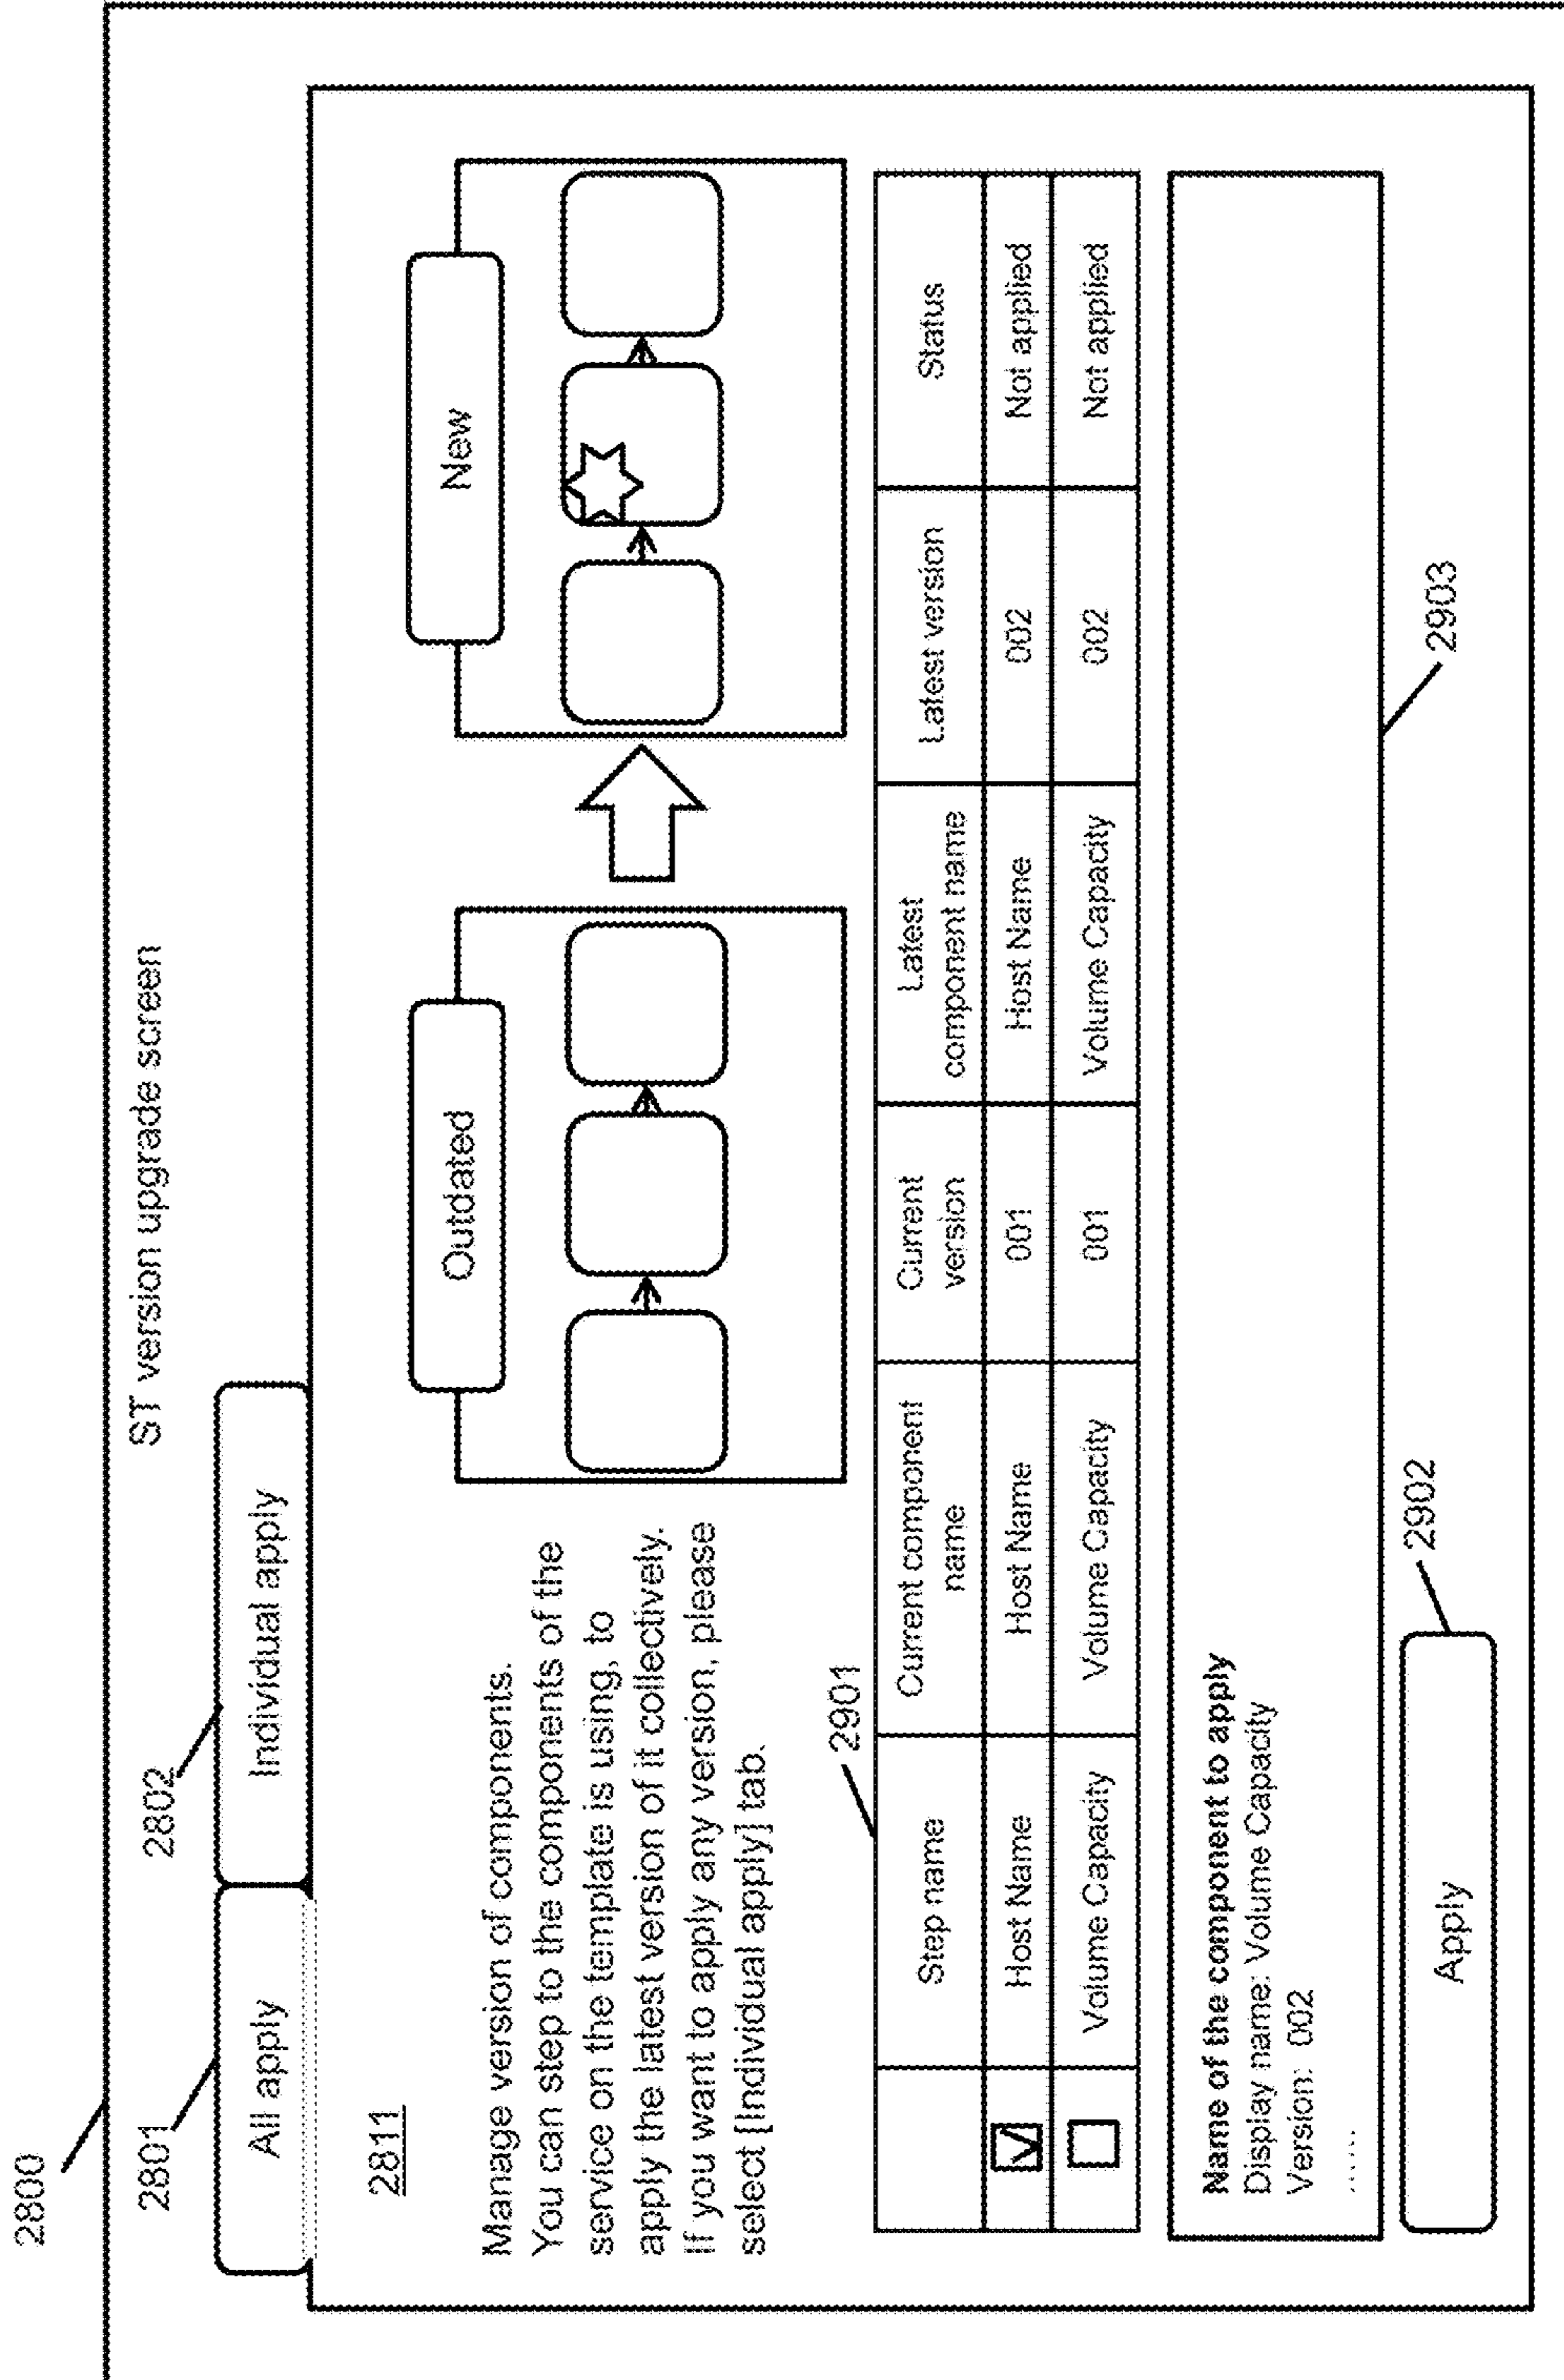 2800
ST version upgrade screen
2801
2802
All apply
Individual apply
2811
Manage version of components.
You can step to the components of the
service on the template is using, to
apply the latest version of it collectively.
If you want to apply any version, please
select [Individual apply] tab.
Outdated
New
2901
Step name
Current component
name
Current
version
Latest
component name
Latest version
Status
Host Name
Host Name
001
Host Name
002
Not applied
Volume Capacity
Volume Capacity
001
Volume Capacity
002
Not applied
Name of the component to apply
Display name: Volume Capacity
Version: 002
......
2903
Apply
2902